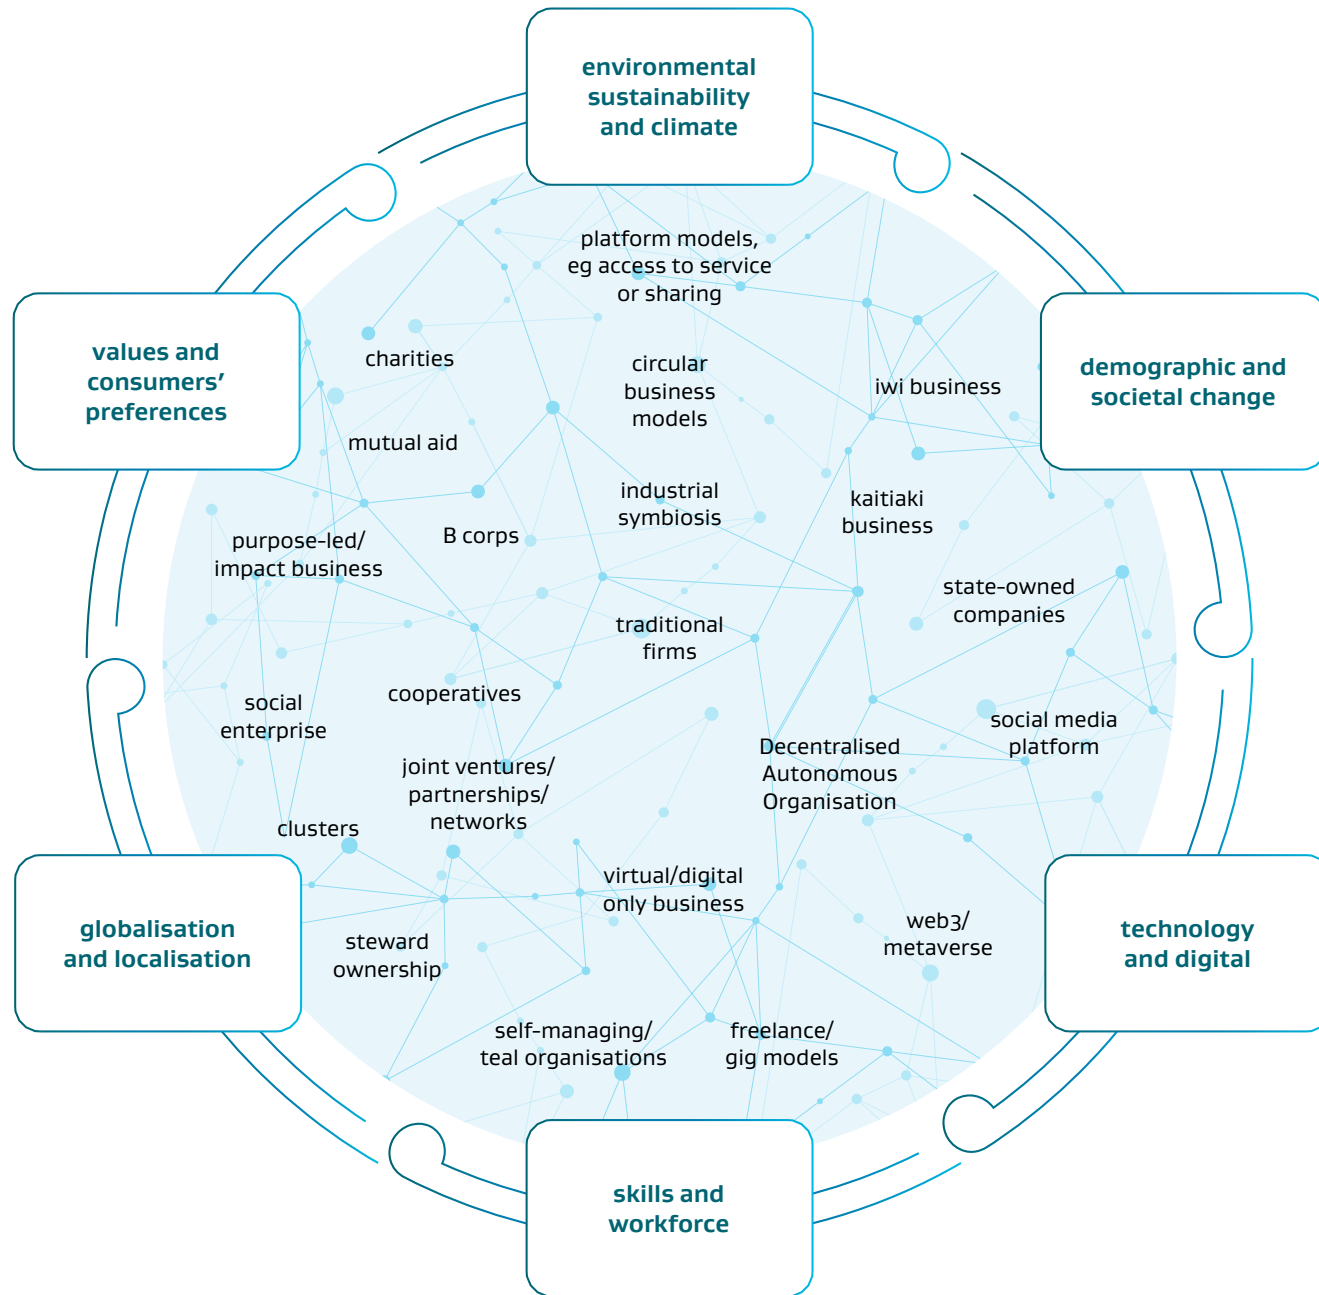 environmental
sustainability
and climate
platform models,
eg access to service
or sharing
values and
consumers’
preferences
demographic and
societal change
charities
circular
business
models
iwi business
mutual aid
industrial
symbiosis
kaitiaki
business
B corps
purpose-led/
impact business
state-owned
companies
traditional
firms
cooperatives
social
enterprise
social media
platform
Decentralised
Autonomous
Organisation
joint ventures/
partnerships/
networks
clusters
virtual/digital
only business
globalisation
and localisation
steward
ownership
web3/
metaverse
technology
and digital
self-managing/
teal organisations
freelance/
gig models
skills and
workforce